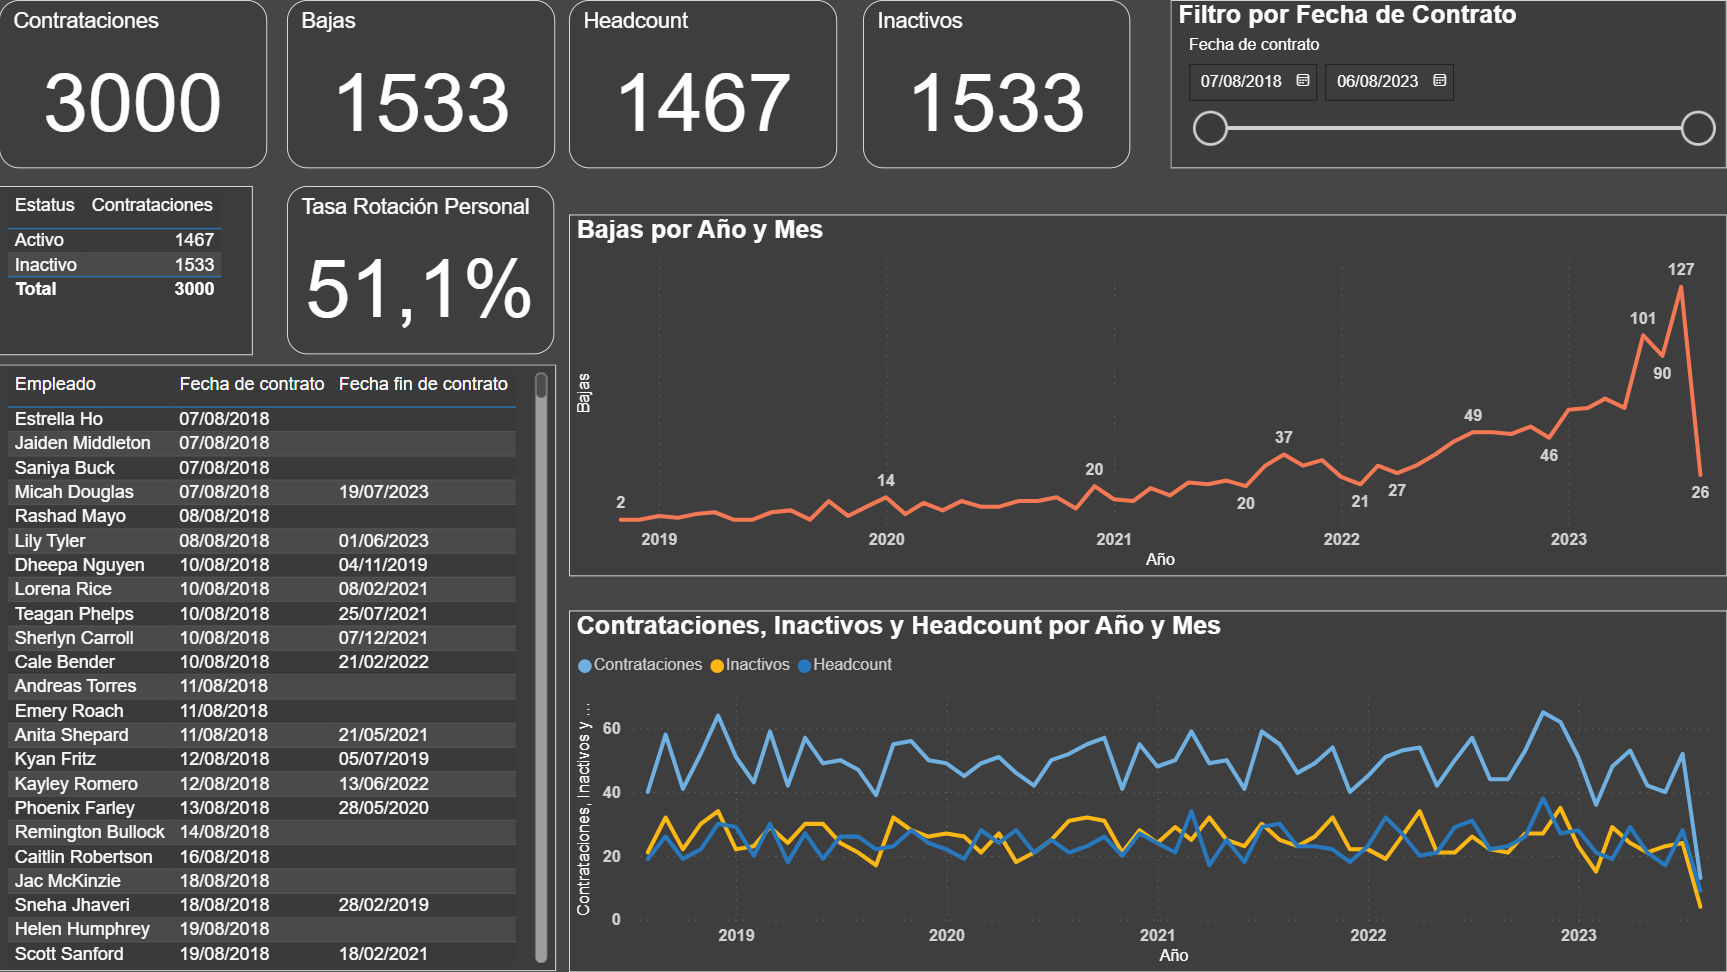 Contrataciones
3000
Bajas
1533
Headcount
1467
Inactivos
1533
Filtro por Fecha de Contrato
Fecha de contrato
07/08/2018 06/08/2023
Estatus Contrataciones
Activo 1467
Inactivo 1533
Total 3000
Tasa Rotación Personal
51,1%
Empleado Fecha de contrato Fecha fin de contrato
Estrella Ho 07/08/2018
Jaiden Middleton 07/08/2018
Saniya Buck 07/08/2018
Micah Douglas 07/08/2018 19/07/2023
Rashad Mayo 08/08/2018
Lily Tyler 08/08/2018 01/06/2023
Dheepa Nguyen 10/08/2018 04/11/2019
Lorena Rice 10/08/2018 08/02/2021
Teagan Phelps 10/08/2018 25/07/2021
Sherlyn Carroll 10/08/2018 07/12/2021
Cale Bender 10/08/2018 21/02/2022
Andreas Torres 11/08/2018
Emery Roach 11/08/2018
Anita Shepard 11/08/2018 21/05/2021
Kyan Fritz 12/08/2018 05/07/2019
Kayley Romero 12/08/2018 13/06/2022
Phoenix Farley 13/08/2018 28/05/2020
Remington Bullock 14/08/2018
Caitlin Robertson 16/08/2018
Jac McKinzie 18/08/2018
Sneha Jhaveri 18/08/2018 28/02/2019
Helen Humphrey 19/08/2018
Scott Sanford 19/08/2018 18/02/2021
Bajas por Año y Mes
Bajas
2
14
20
20
37
21
27
49
46
101
90
127
26
2019 2020 2021 2022 2023
Año
Contrataciones, Inactivos y Headcount por Año y Mes
Contrataciones Inactivos Headcount
Contrataciones, Inactivos y ...
60
40
20
0
2019 2020 2021 2022 2023
Año